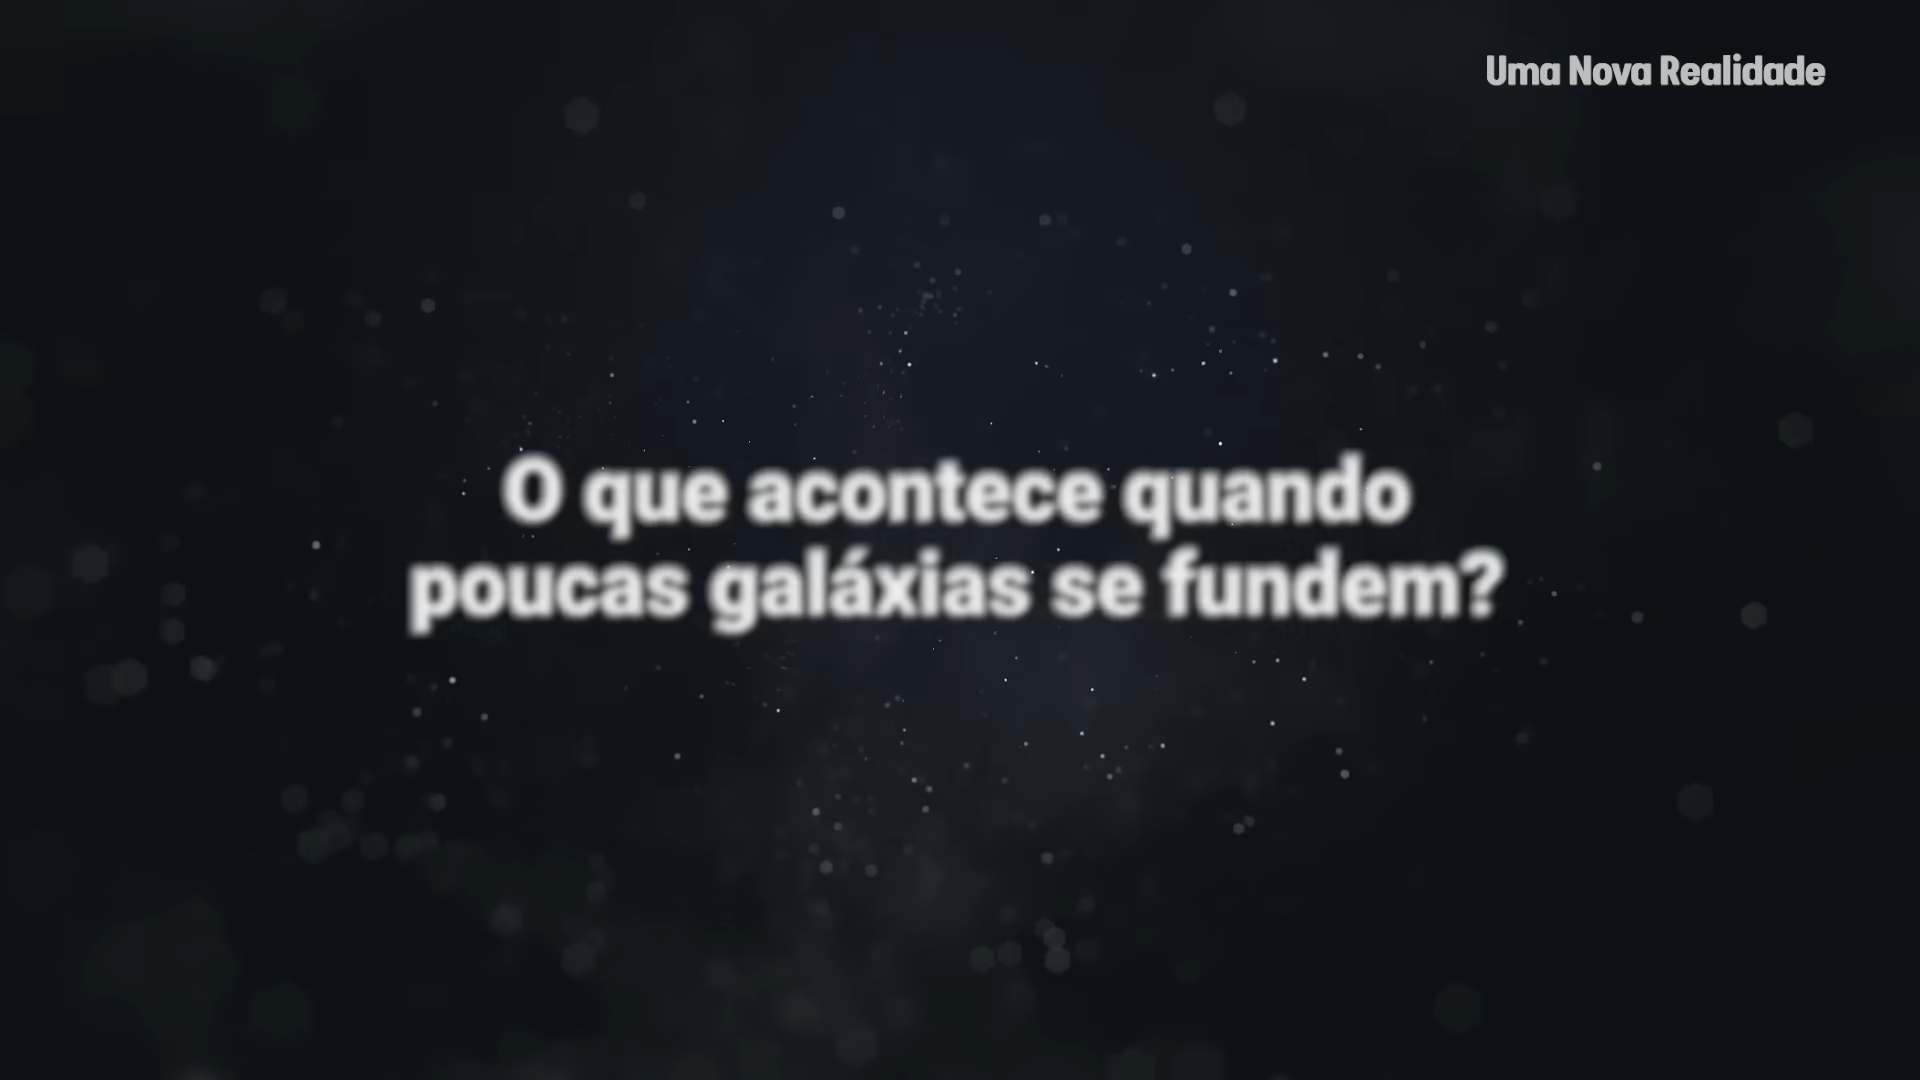 Uma Nova Realidade
O que acontece quando
poucas galáxias se fundem?